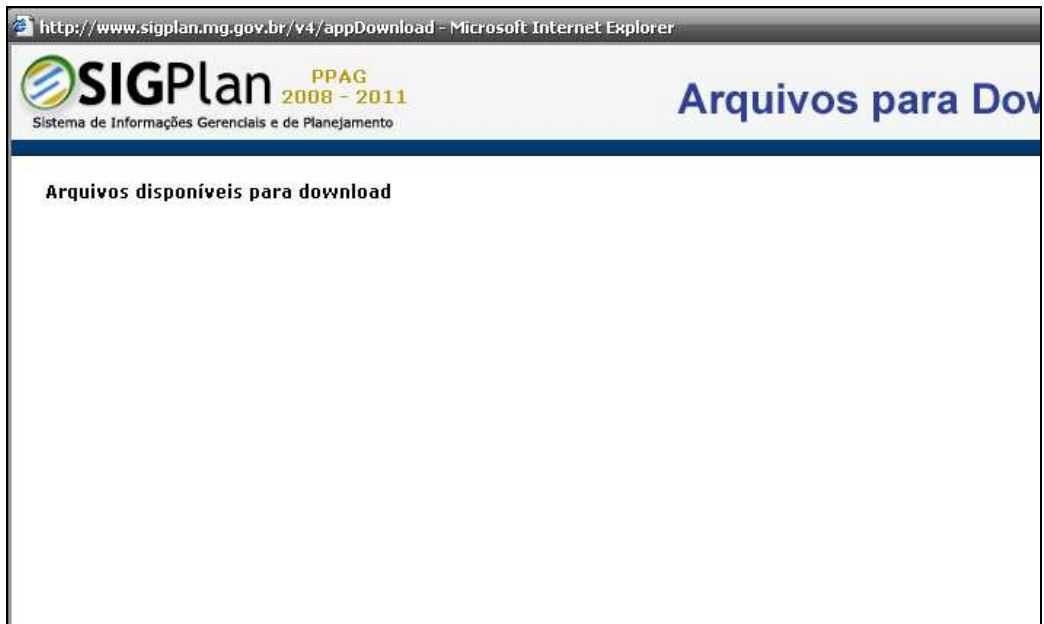 http://www.sigplan.mg.gov.br/v4/appDownload - Microsoft Internet Explorer
SIGPlan PPAG
2008 - 2011
Sistema de Informações Gerenciais e de Planejamento
Arquivos para Dow
Arquivos disponíveis para download